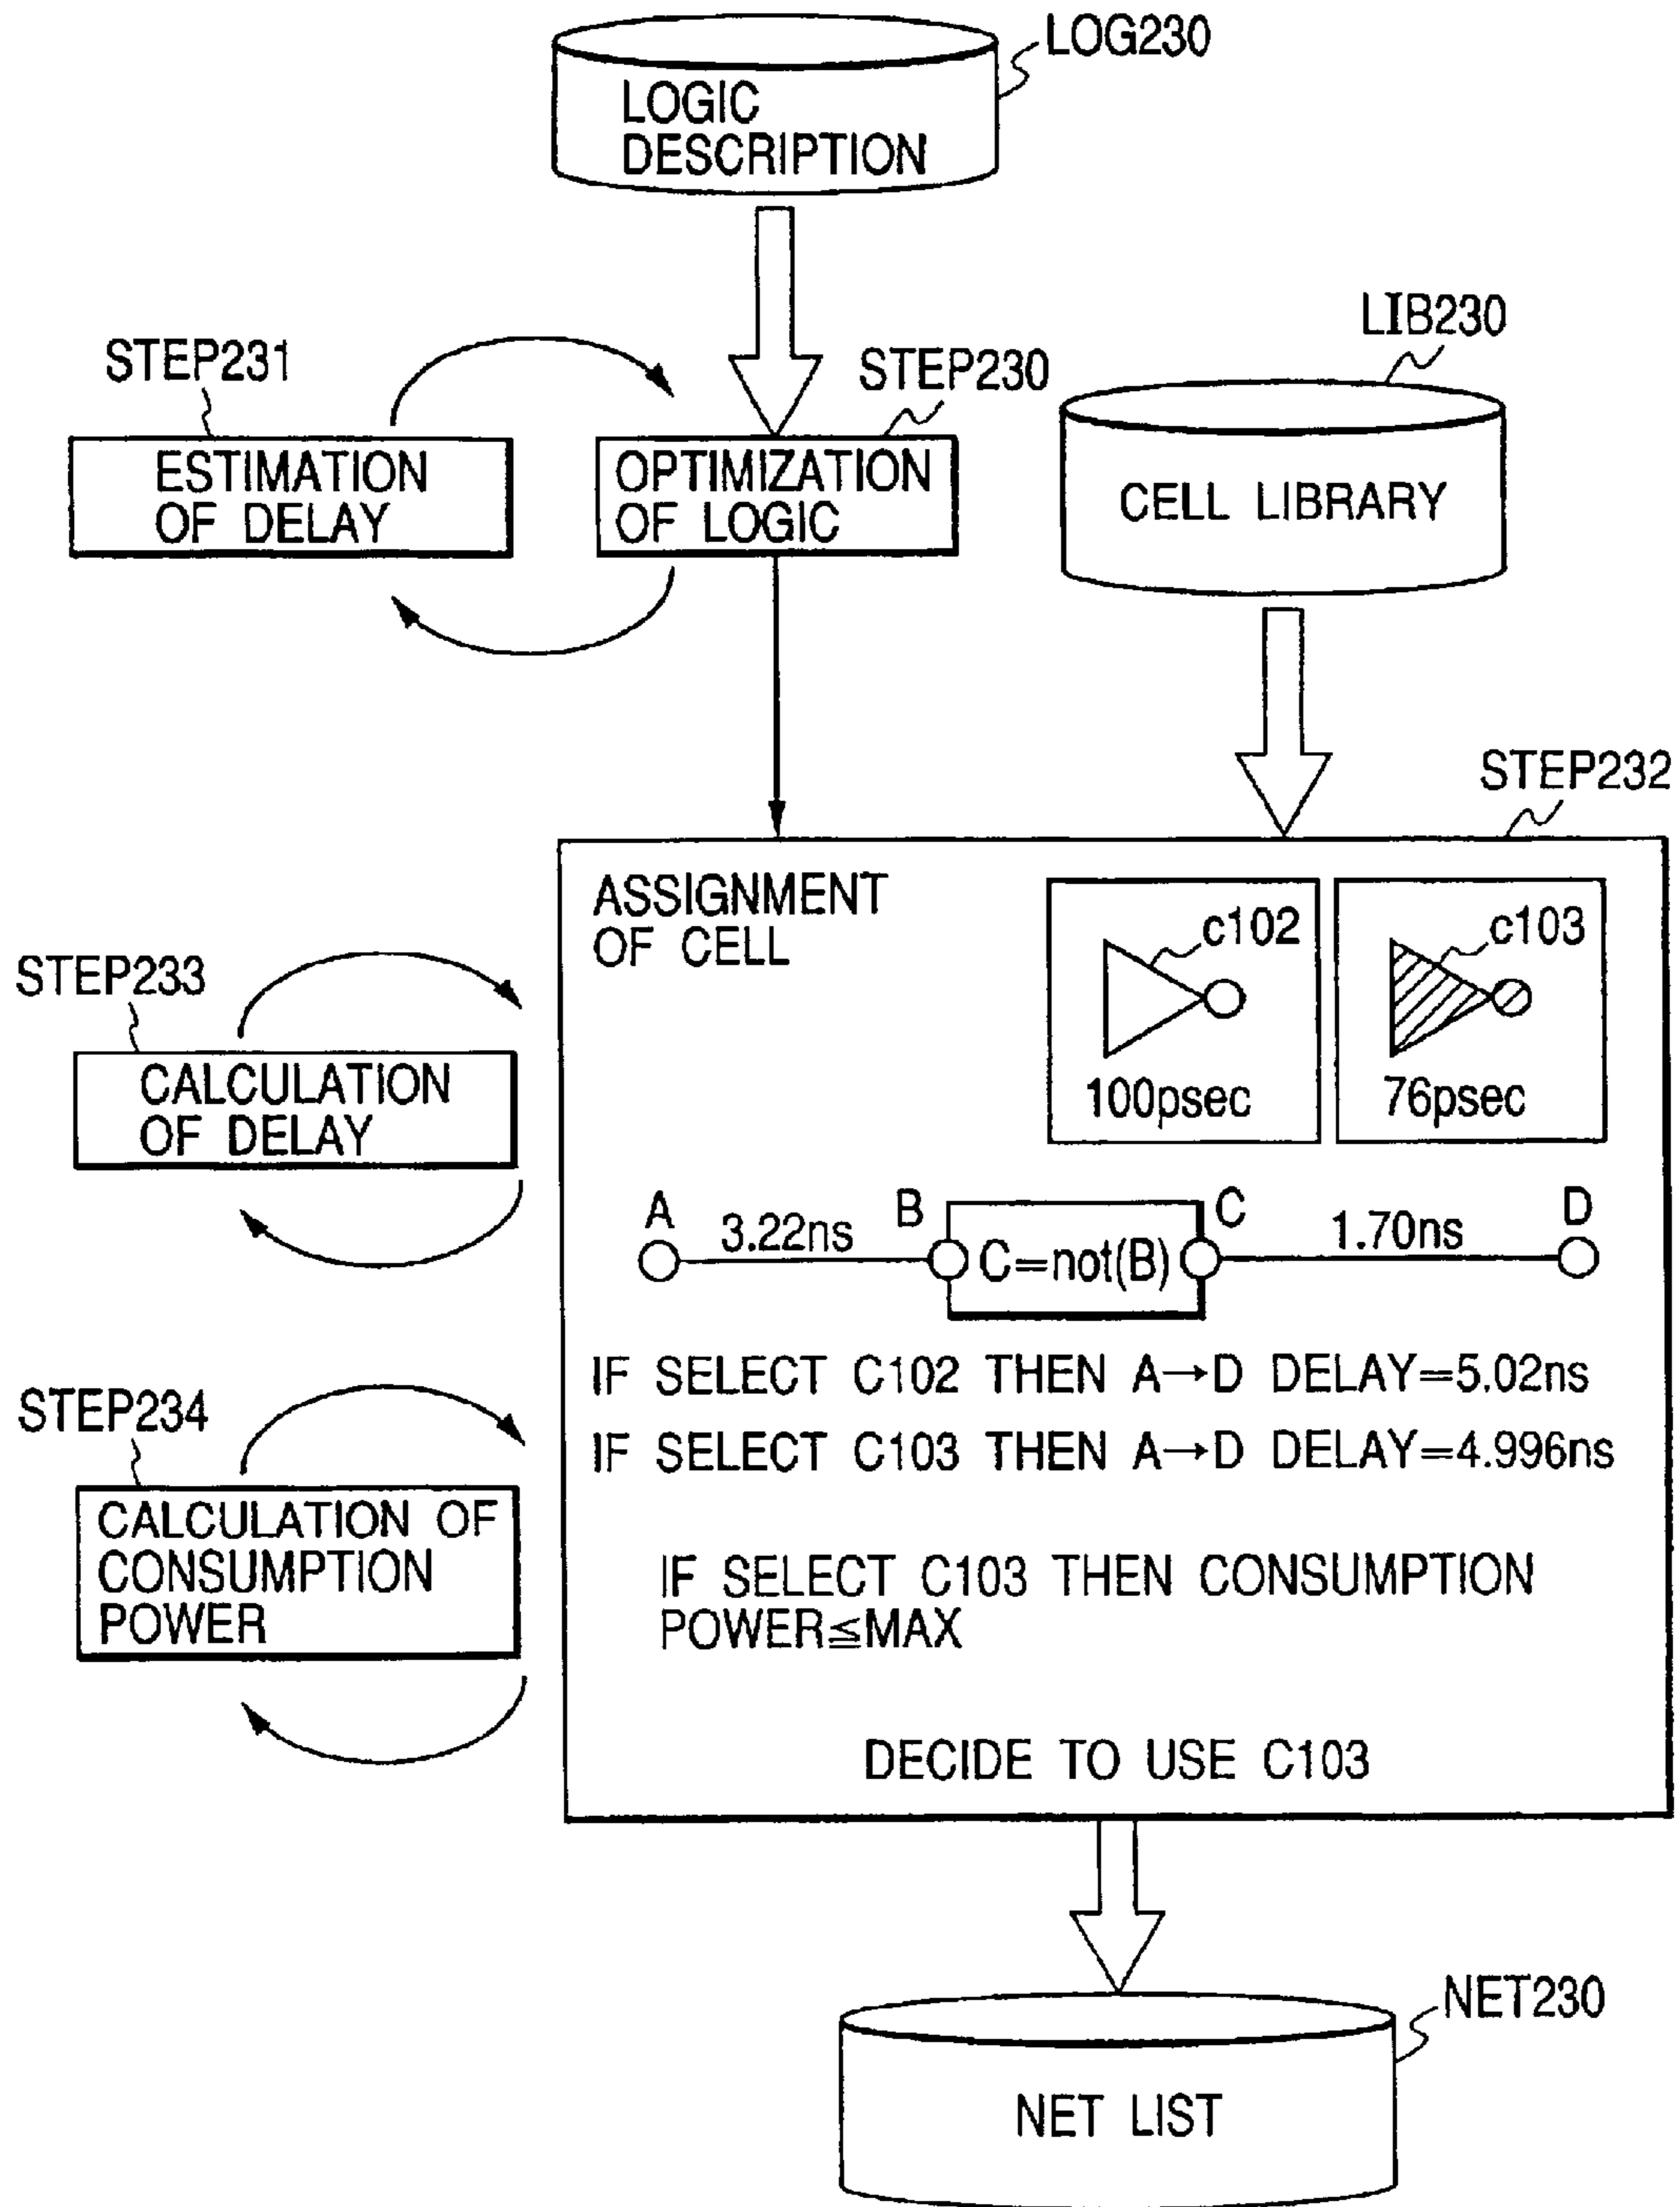 LOG230
LOGIC
DESCRIPTION
LIB230
STEP231
STEP230
ESTIMATION
OF DELAY
OPTIMIZATION
OF LOGIC
CELL LIBRARY
STEP232
ASSIGNMENT
OF CELL
c102
c103
100psec
76psec
STEP233
CALCULATION
OF DELAY
A
3.22ns
B
C=not(B)
C
1.70ns
D
IF SELECT C102 THEN A→D DELAY=5.02ns
IF SELECT C103 THEN A→D DELAY=4.996ns
STEP234
CALCULATION OF
CONSUMPTION
POWER
IF SELECT C103 THEN CONSUMPTION
POWER≦MAX
DECIDE TO USE C103
NET230
NET LIST